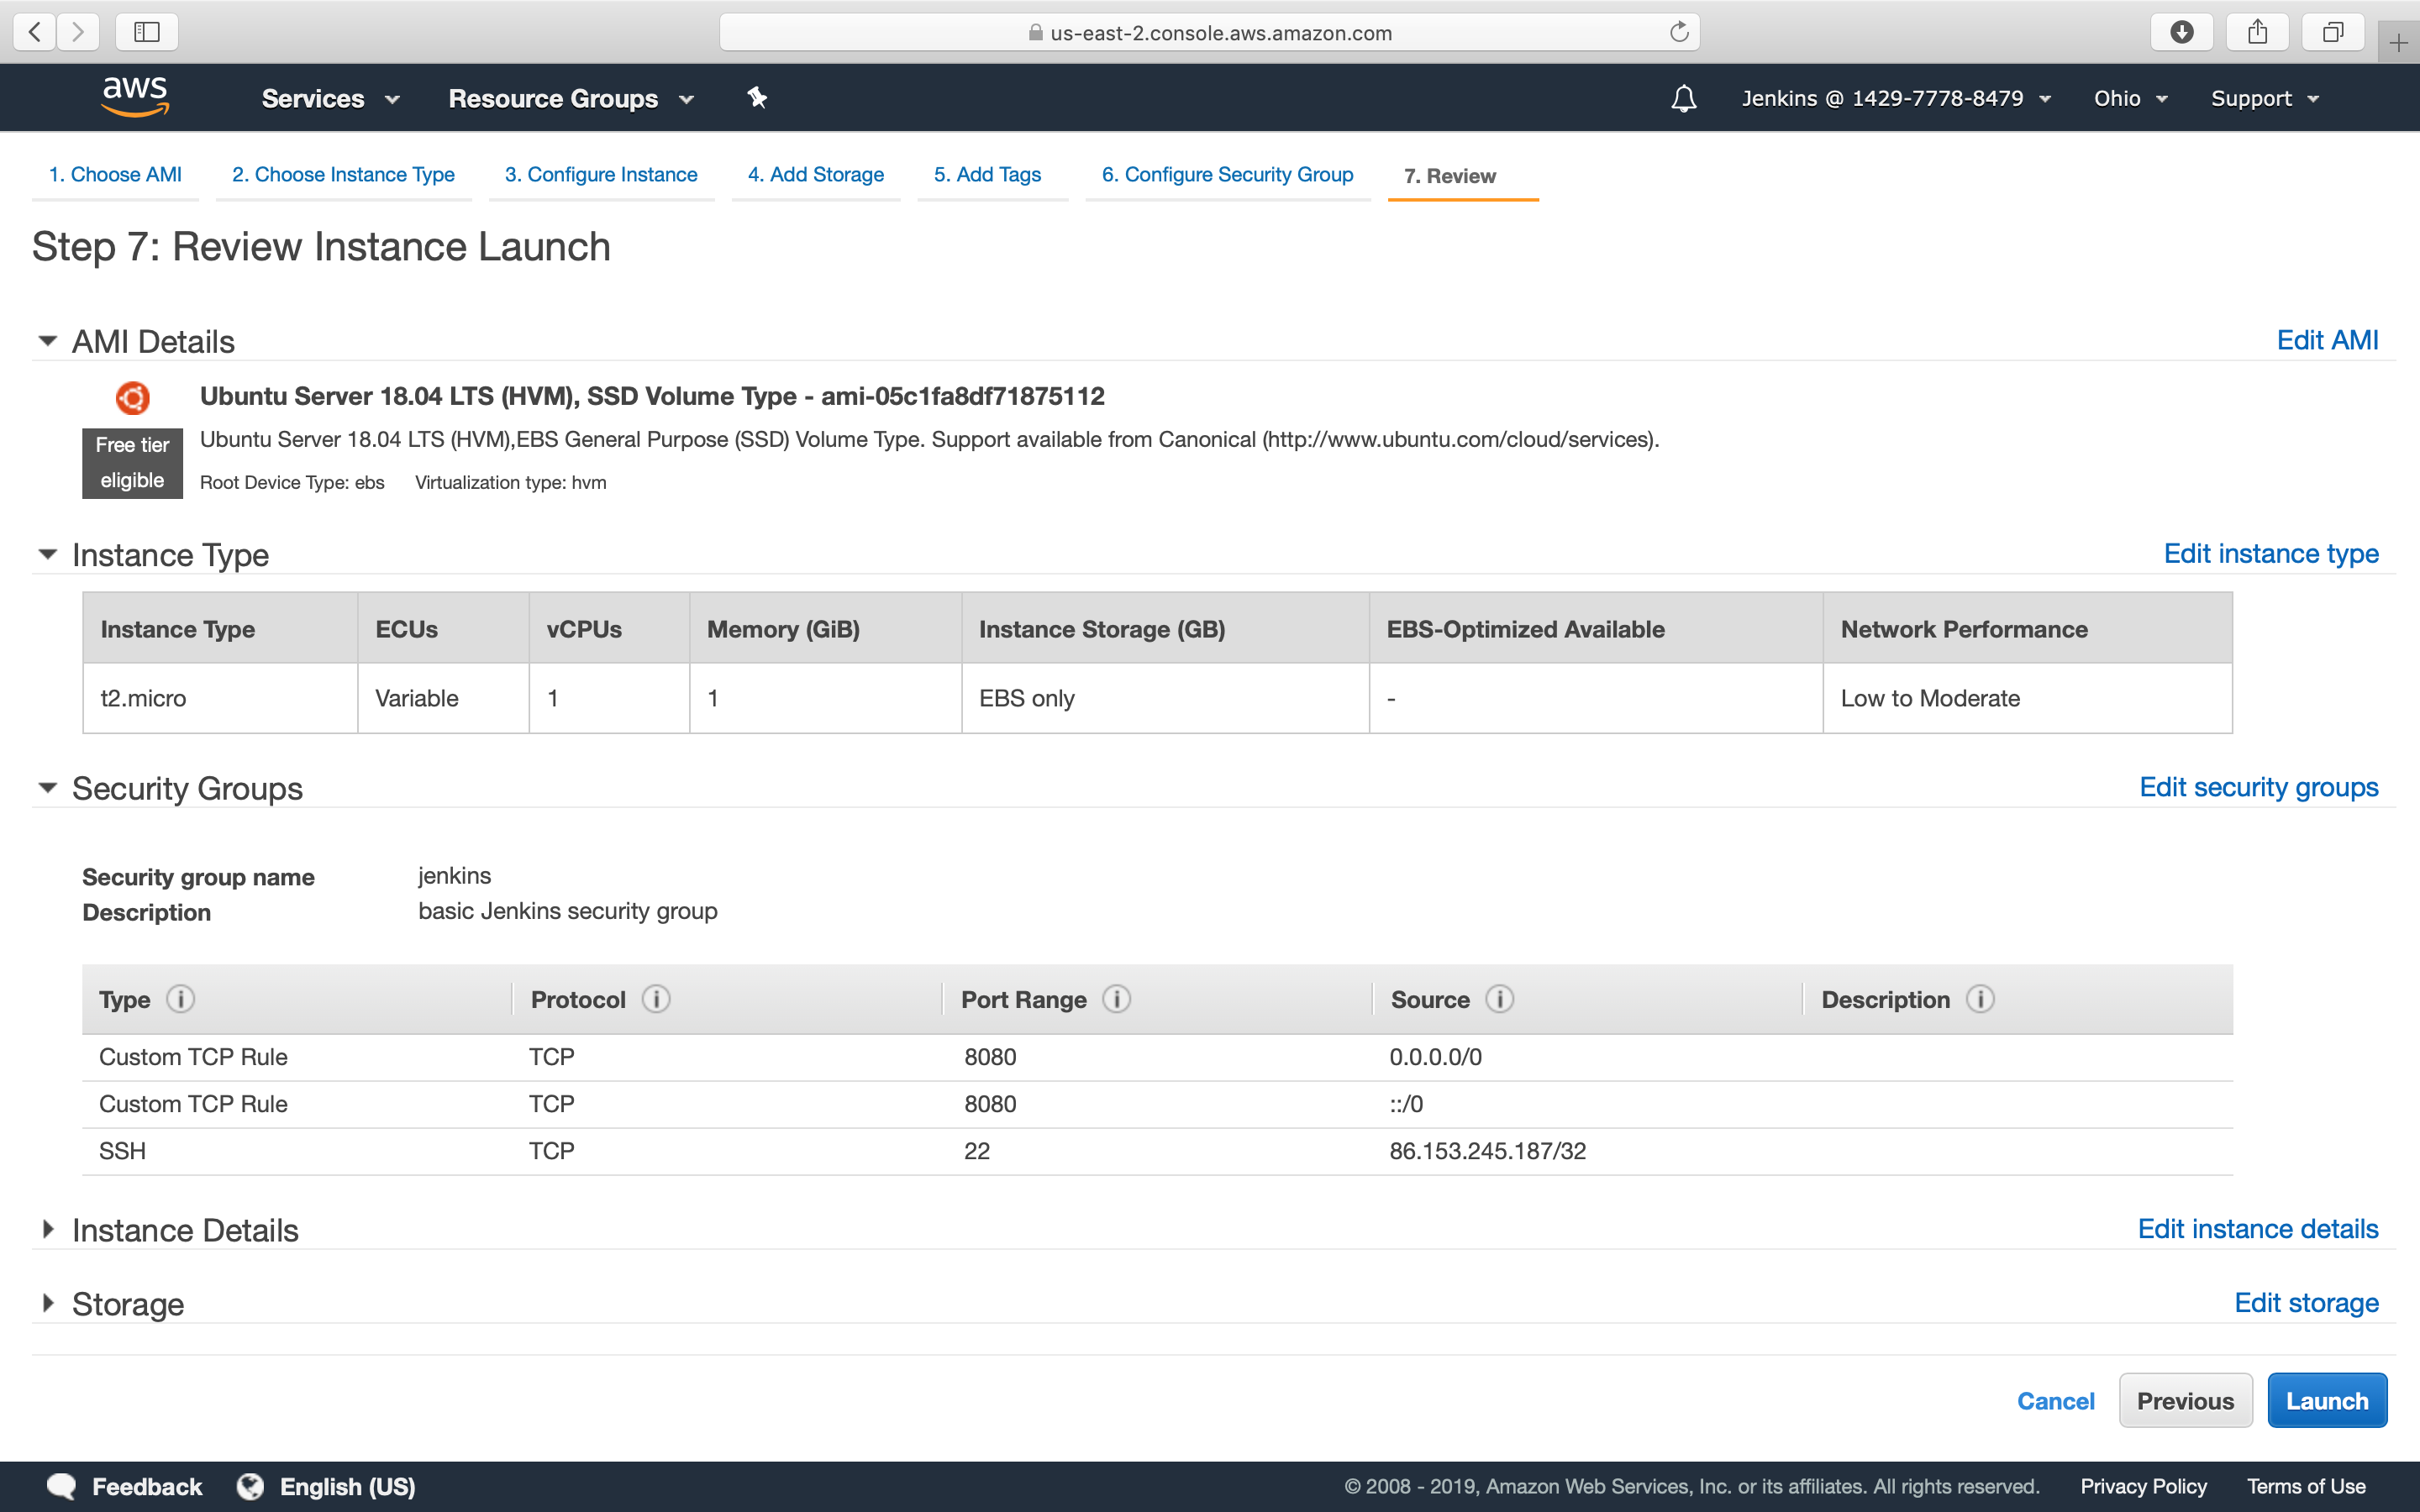 us-east-2.console.aws.amazon.com
aws Services Resource Groups Jenkins @ 1429-7778-8479 Ohio Support
1. Choose AMI 2. Choose Instance Type 3. Configure Instance 4. Add Storage 5. Add Tags 6. Configure Security Group 7. Review
Step 7: Review Instance Launch
AMI Details Edit AMI
Ubuntu Server 18.04 LTS (HVM), SSD Volume Type - ami-05c1fa8df71875112
Free tier eligible
Ubuntu Server 18.04 LTS (HVM),EBS General Purpose (SSD) Volume Type. Support available from Canonical (http://www.ubuntu.com/cloud/services).
Root Device Type: ebs Virtualization type: hvm
Instance Type Edit instance type
Instance Type ECUs vCPUs Memory (GiB) Instance Storage (GB) EBS-Optimized Available Network Performance
t2.micro Variable 1 1 EBS only - Low to Moderate
Security Groups Edit security groups
Security group name jenkins
Description basic Jenkins security group
Type Protocol Port Range Source Description
Custom TCP Rule TCP 8080 0.0.0.0/0
Custom TCP Rule TCP 8080 ::/0
SSH TCP 22 86.153.245.187/32
Instance Details Edit instance details
Storage Edit storage
Cancel Previous Launch
Feedback English (US) © 2008 - 2019, Amazon Web Services, Inc. or its affiliates. All rights reserved. Privacy Policy Terms of Use